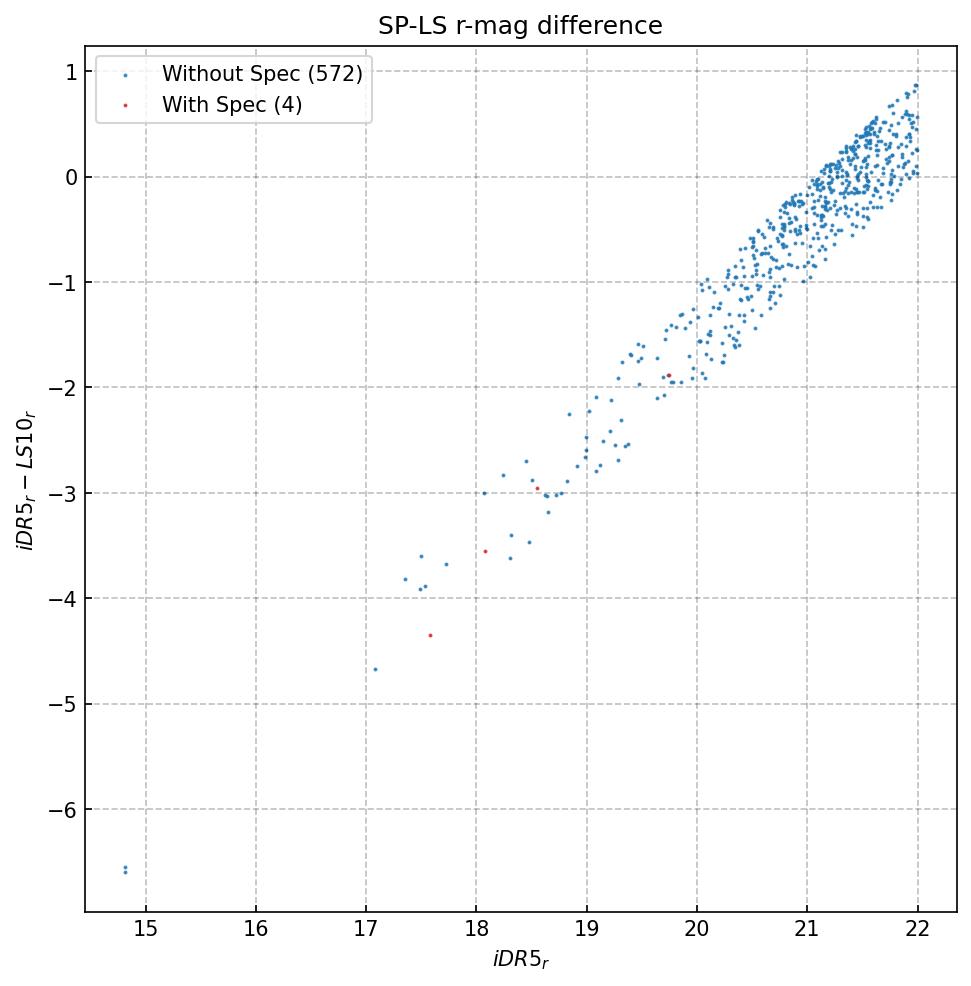 SP-LS r-mag difference
Without Spec (572)
With Spec (4)
1
0
−1
−2
−3
−4
−5
−6
iDR5r − LS10r
15 16 17 18 19 20 21 22
iDR5r